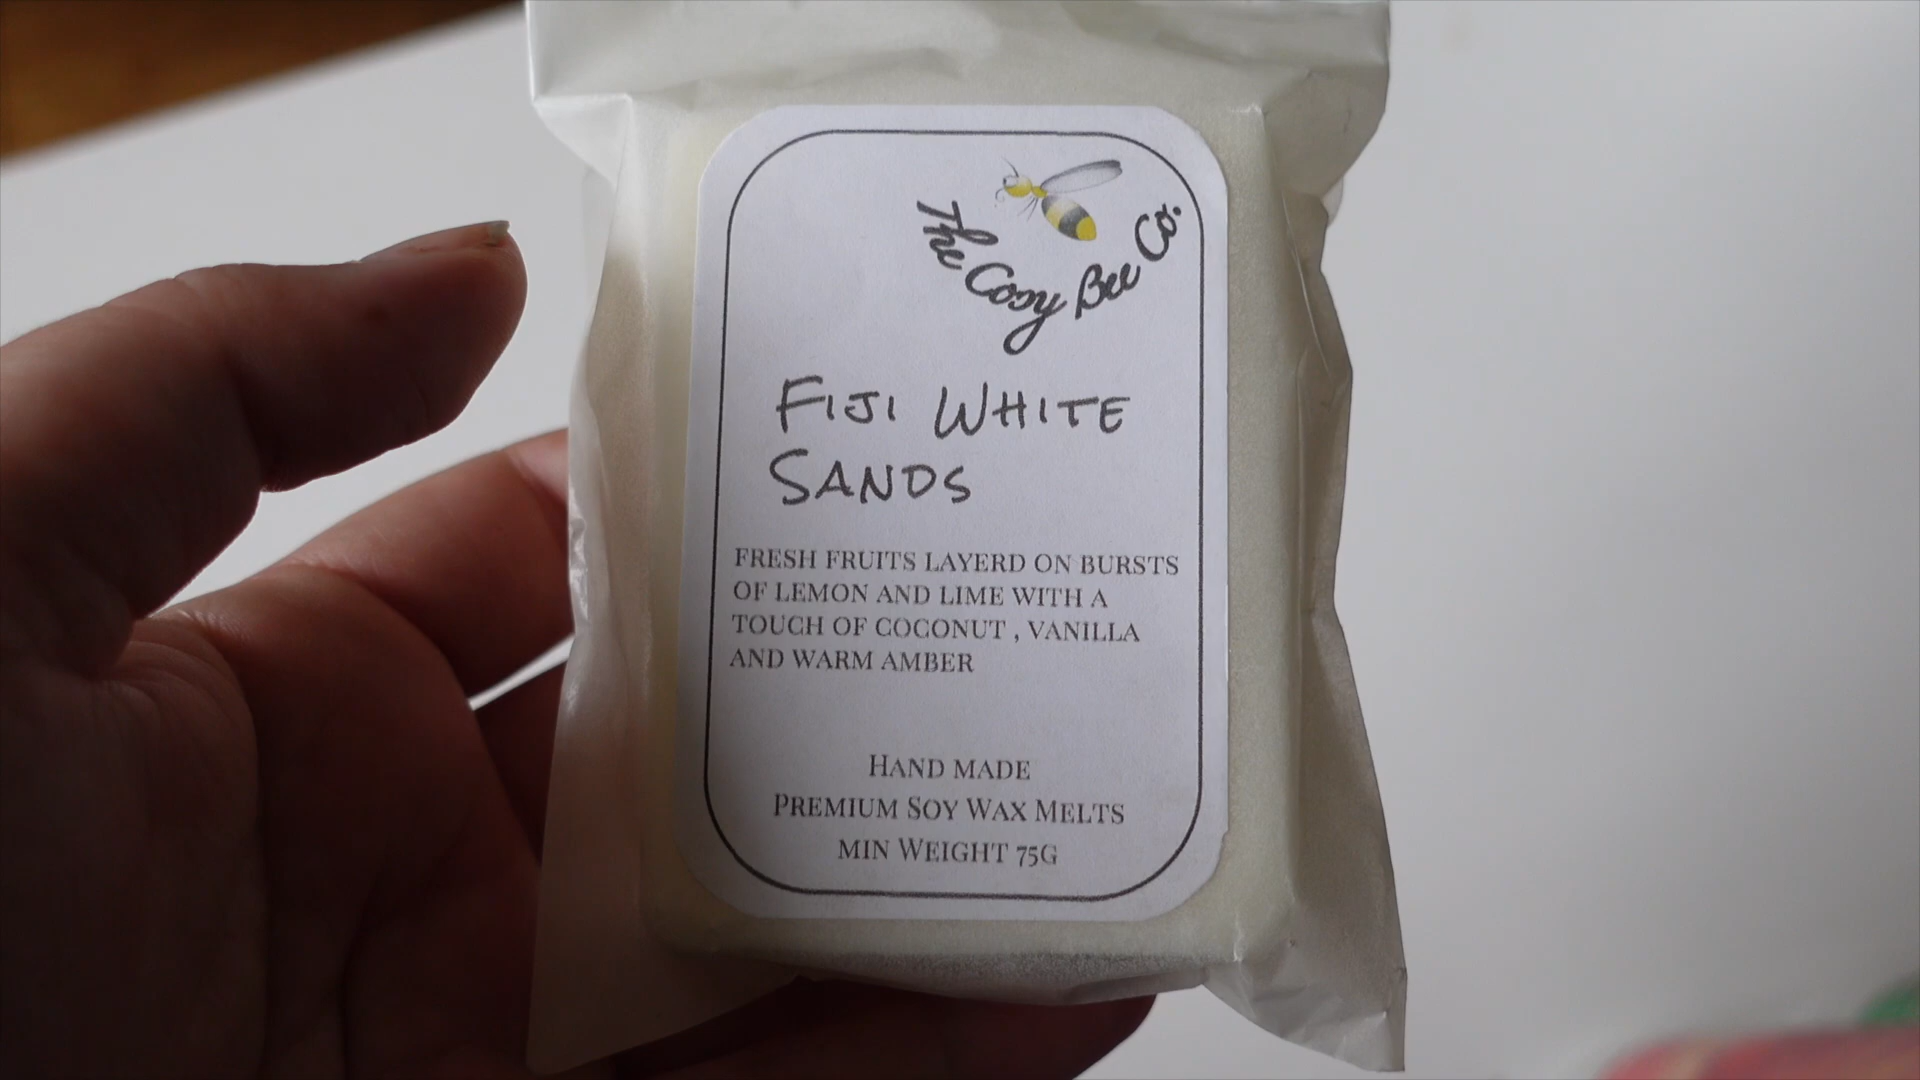 The Cosy Bee Co.
FIJI WHITE
SANDS
FRESH FRUITS LAYERD ON BURSTS
OF LEMON AND LIME WITH A
TOUCH OF COCONUT , VANILLA
AND WARM AMBER
HAND MADE
PREMIUM SOY WAX MELTS
MIN WEIGHT 75G